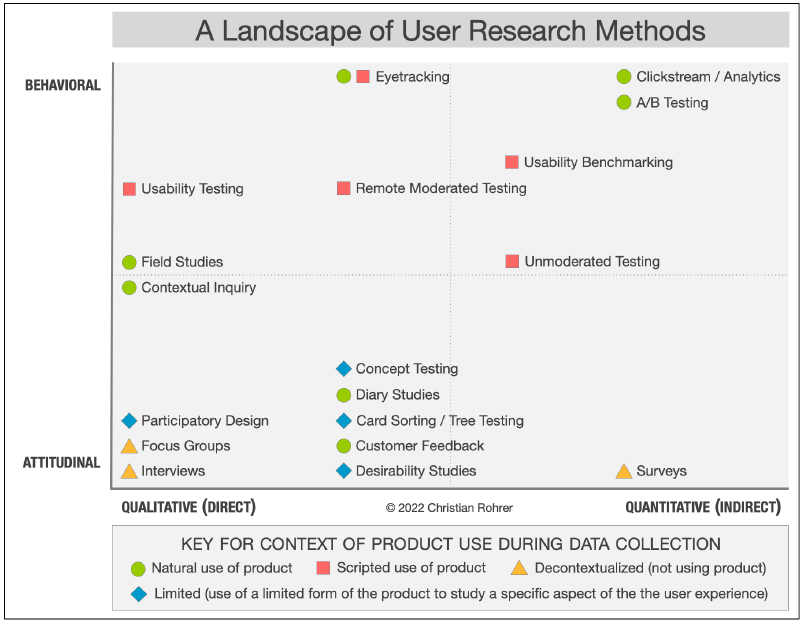 A Landscape of User Research Methods
BEHAVIORAL
Eyetracking
Clickstream / Analytics
A/B Testing
Usability Benchmarking
Usability Testing
Remote Moderated Testing
Field Studies
Unmoderated Testing
Contextual Inquiry
Concept Testing
Diary Studies
Participatory Design
Card Sorting / Tree Testing
Focus Groups
Customer Feedback
ATTITUDINAL
Interviews
Desirability Studies
Surveys
QUALITATIVE (DIRECT)
© 2022 Christian Rohrer
QUANTITATIVE (INDIRECT)
KEY FOR CONTEXT OF PRODUCT USE DURING DATA COLLECTION
Natural use of product
Scripted use of product
Decontextualized (not using product)
Limited (use of a limited form of the product to study a specific aspect of the the user experience)